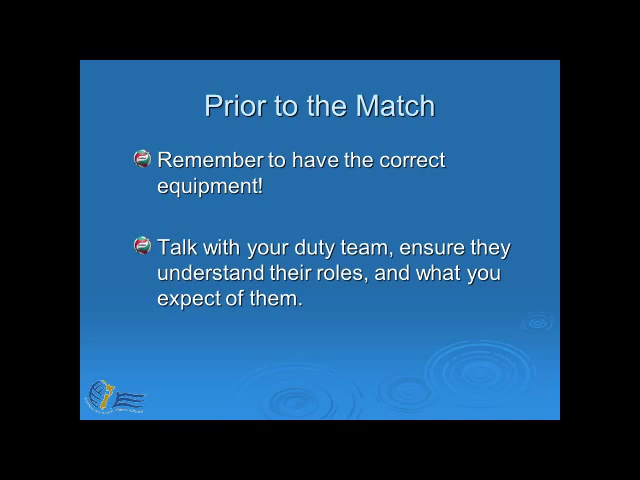 Prior to the Match
Remember to have the correct
equipment!
Talk with your duty team, ensure they
understand their roles, and what you
expect of them.